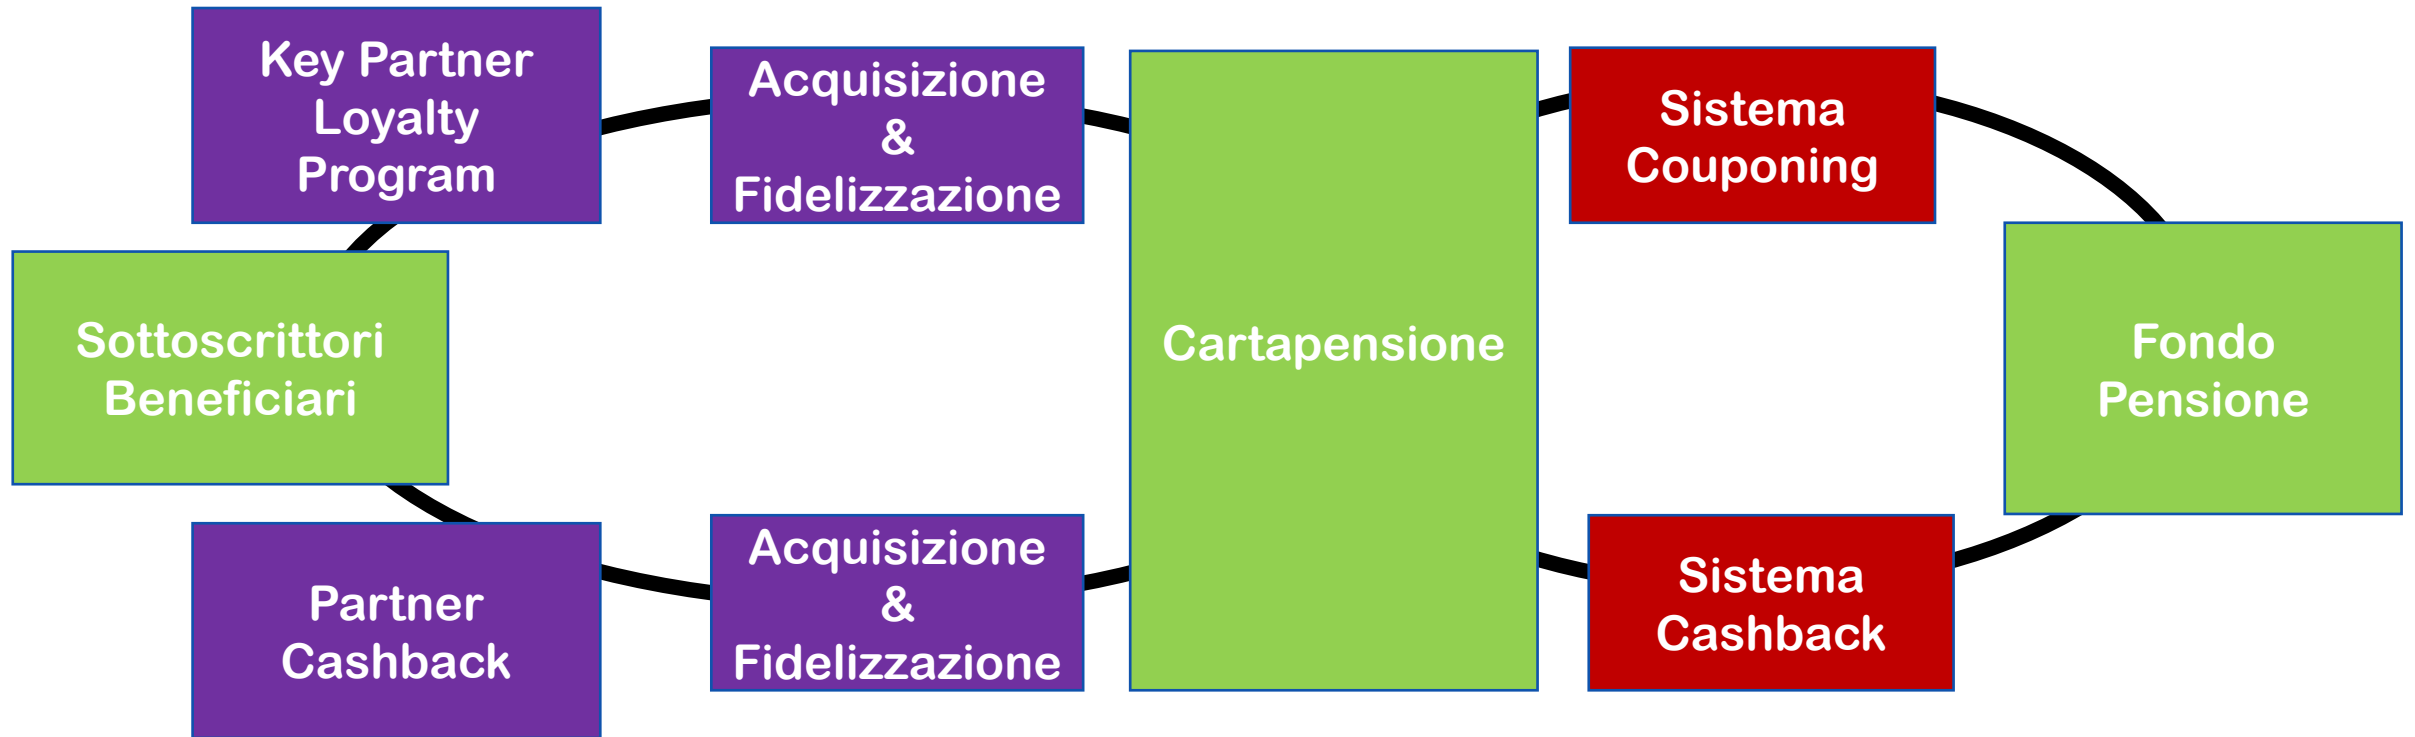 Key Partner
Loyalty
Program
Acquisizione
&
Fidelizzazione
Sistema
Couponing
Sottoscrittori
Beneficiari
Cartapensione
Fondo
Pensione
Partner
Cashback
Acquisizione
&
Fidelizzazione
Sistema
Cashback